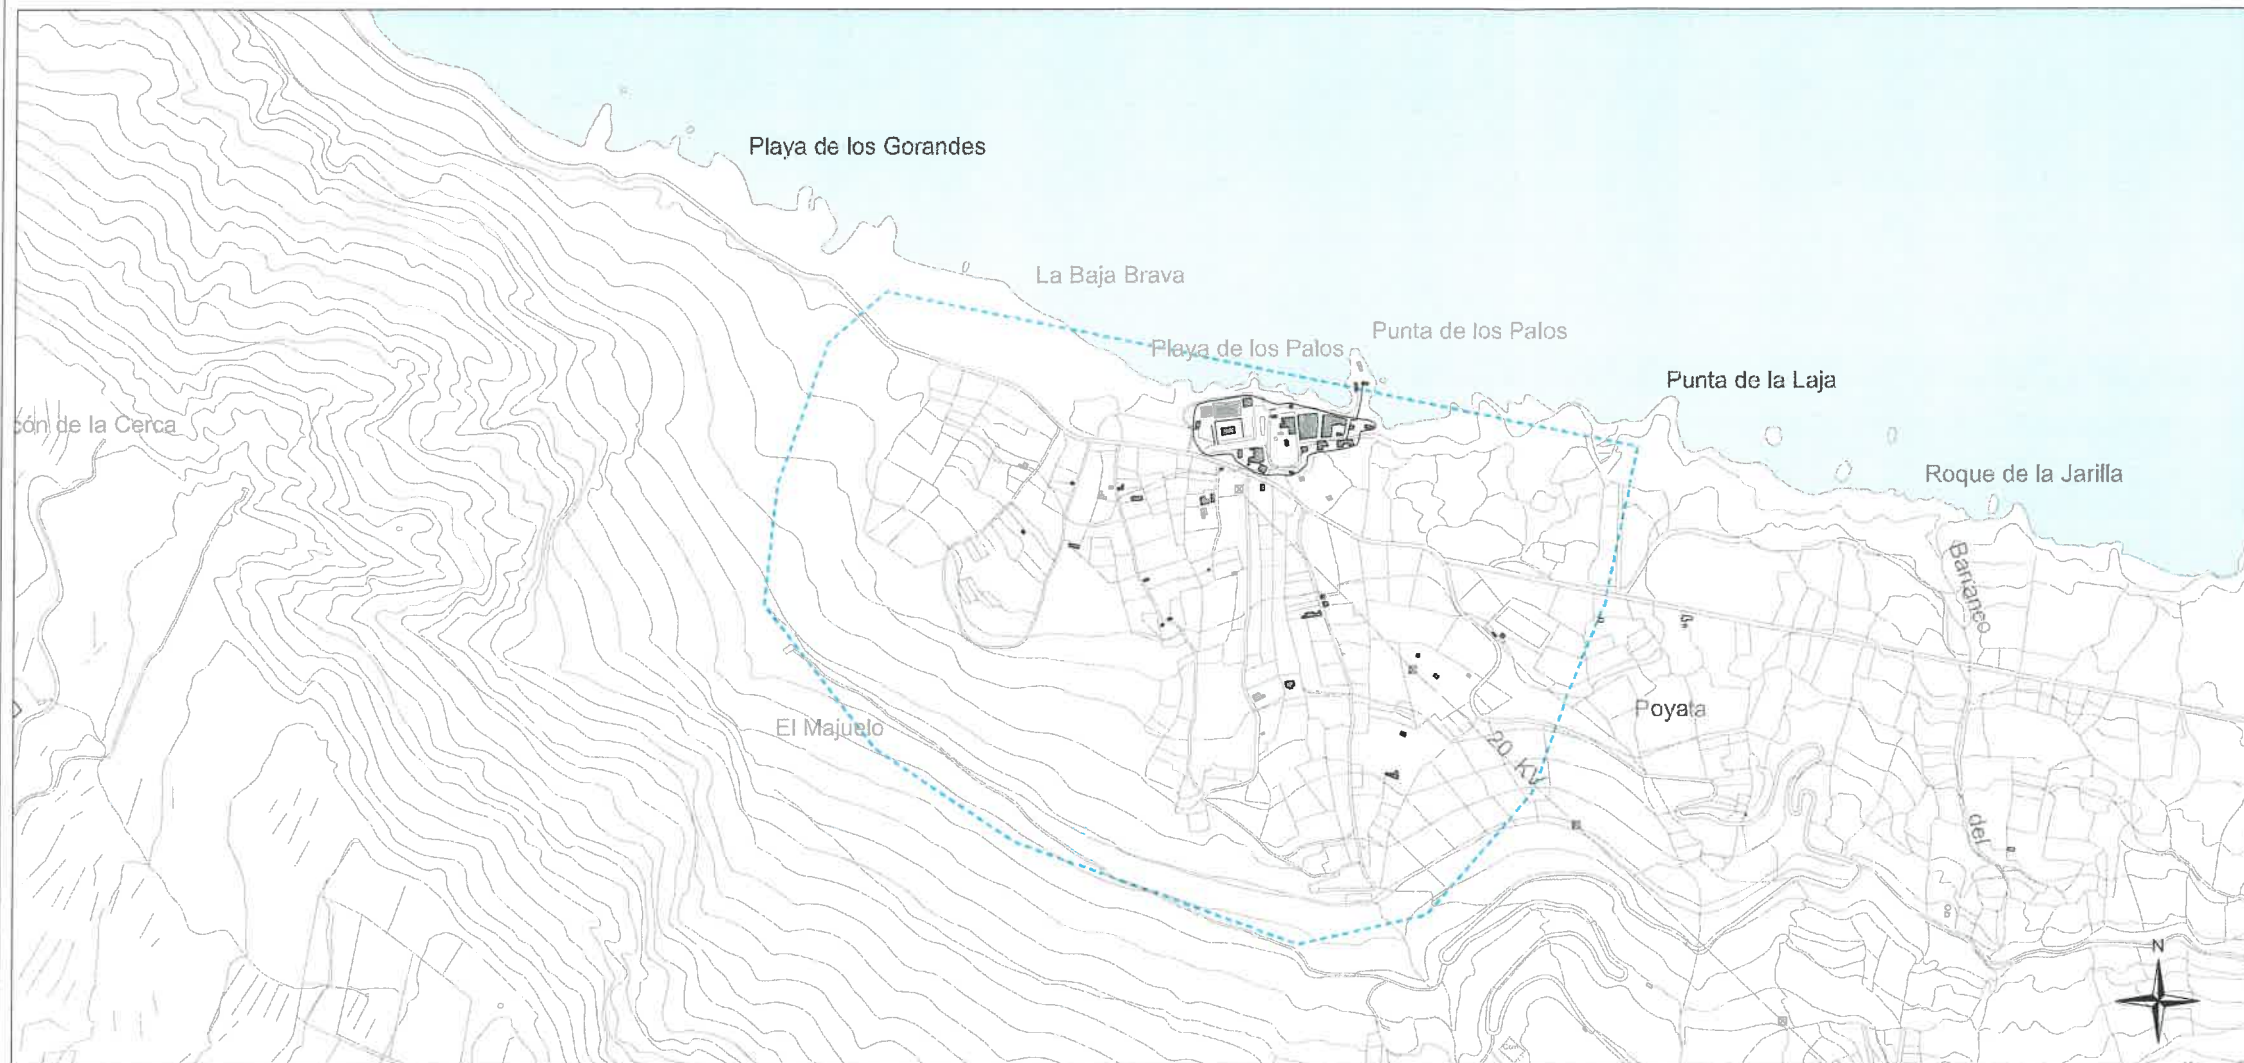 Playa de los Gorandes
La Baja Brava
Punta de los Palos
Playa de los Palos
Punta de la Laja
cón de la Cerca
Roque de la Jarilla
Barranco
Poyata
El Majuelo
20 KV
del
N